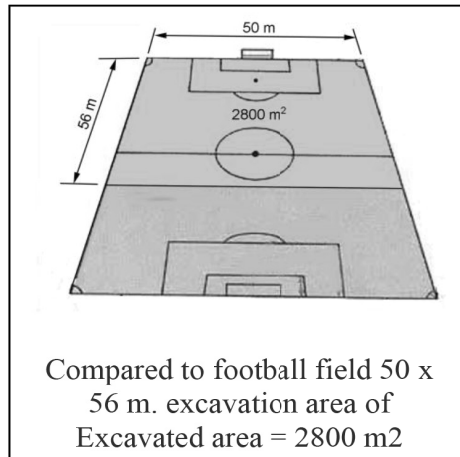 50 m
56 m
2800 m²
Compared to football field 50 x
56 m. excavation area of
Excavated area = 2800 m2